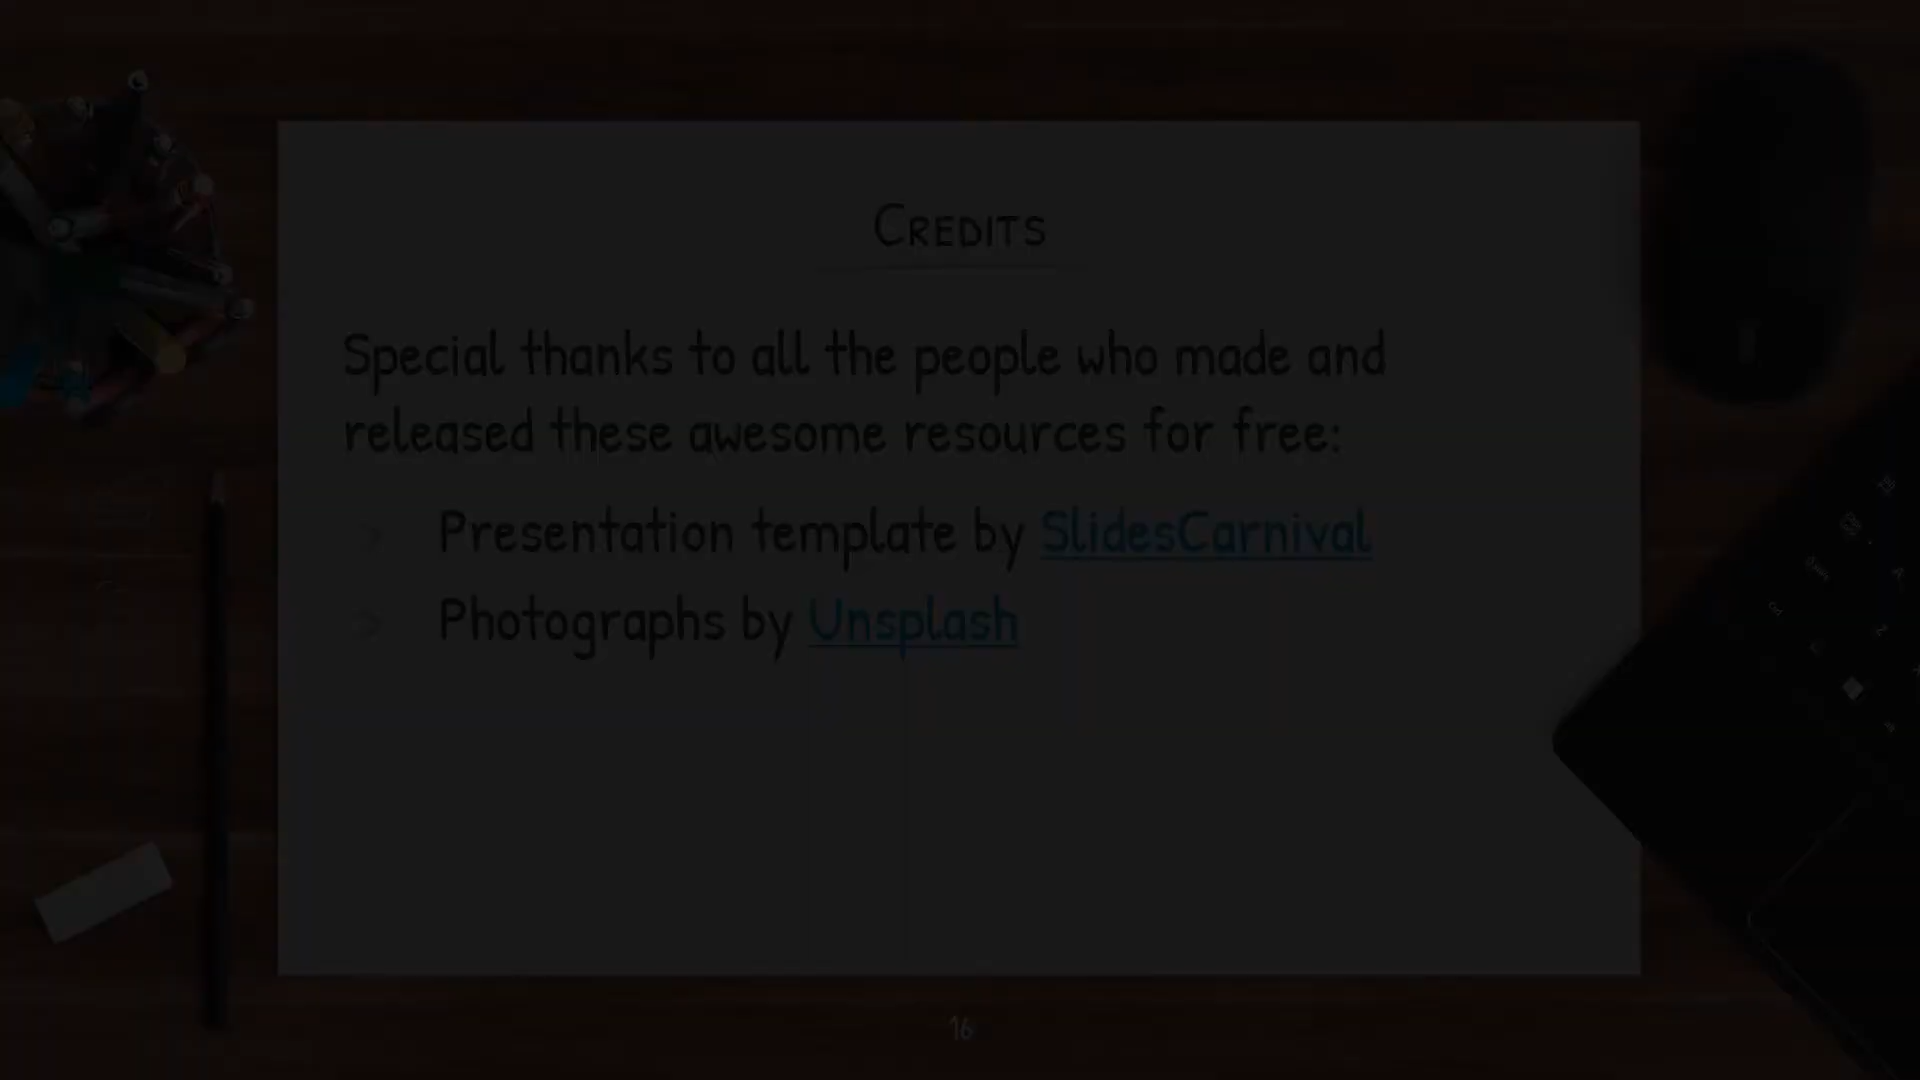 Credits
Special thanks to all the people who made and
released these awesome resources for free:
Presentation template by SlidesCarnival
Photographs by Unsplash
16